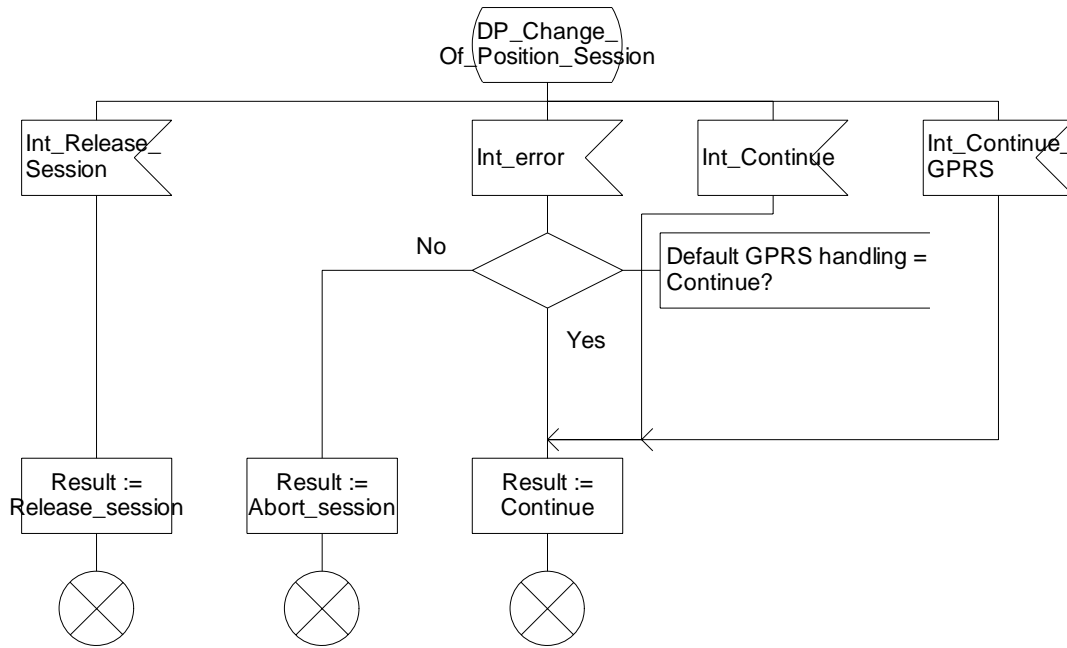 DP_Change_
Of_Position_Session
Int_Release_
Session
Int_error
Int_Continue
Int_Continue_
GPRS
No
Default GPRS handling =
Continue?
Yes
Result :=
Release_session
Result :=
Abort_session
Result :=
Continue